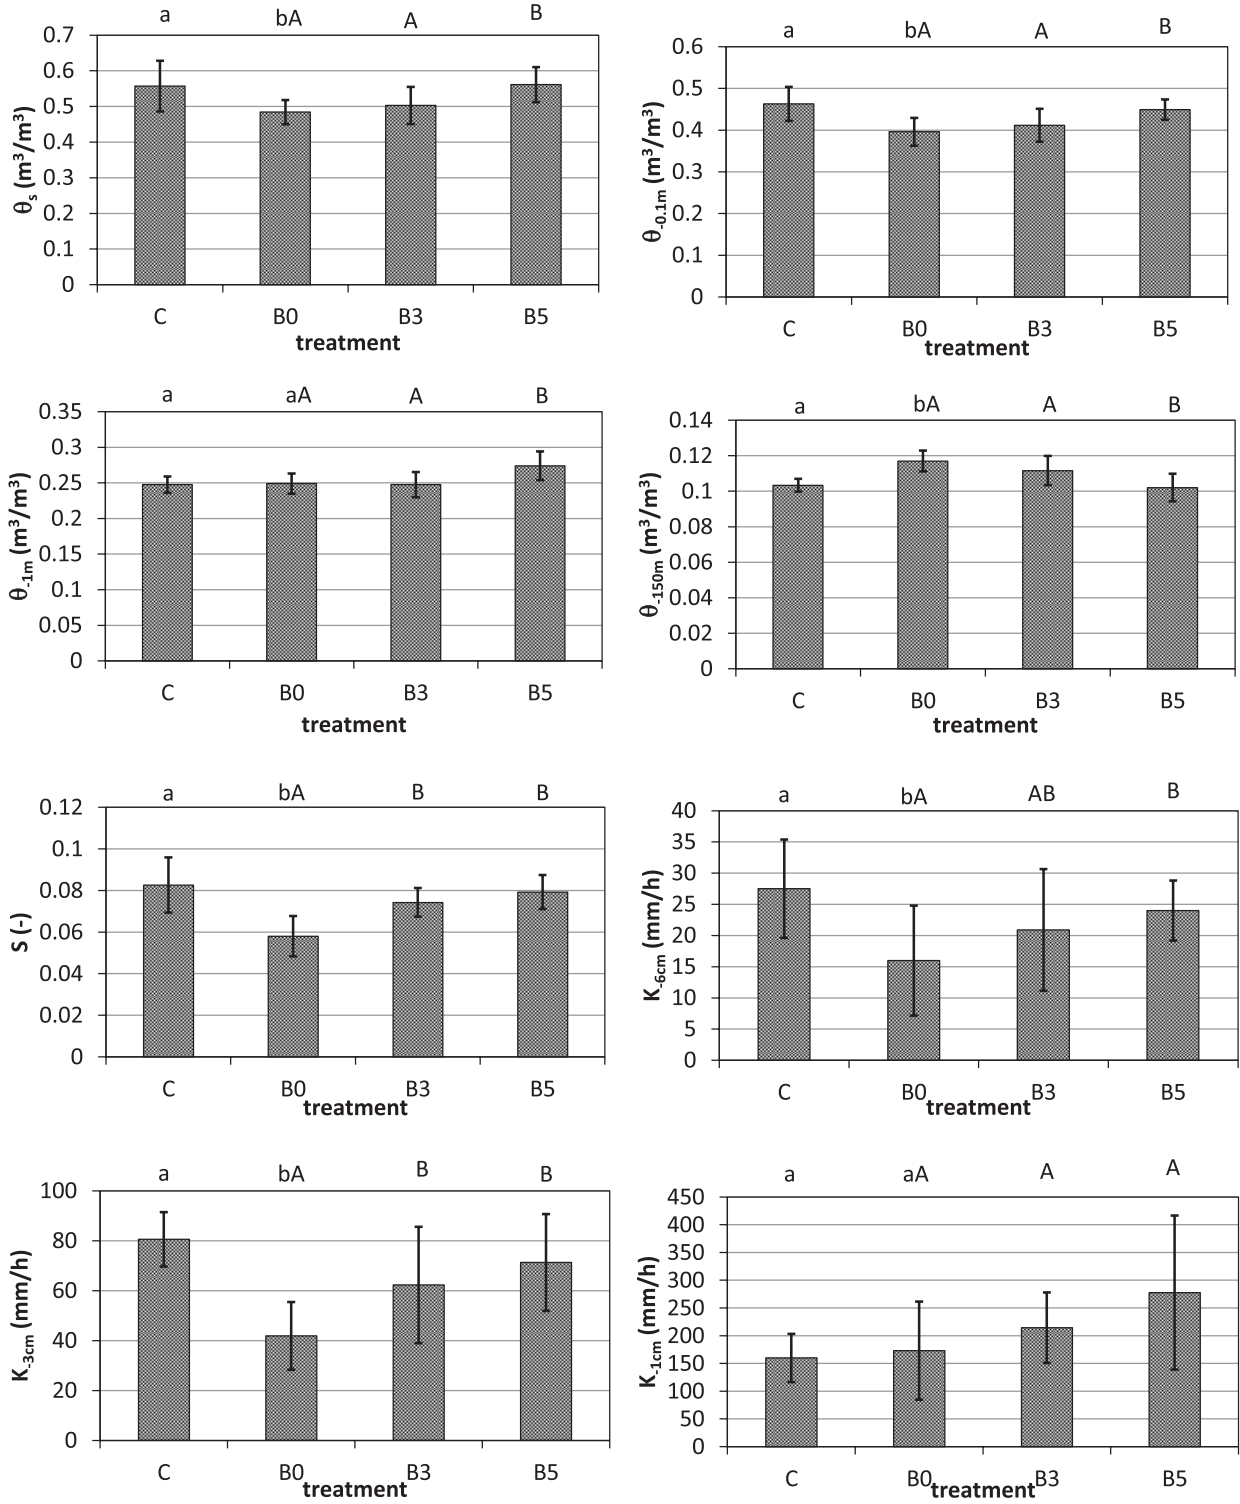 a bA A B
θs (m³/m³)
0.7
0.6
0.5
0.4
0.3
0.2
0.1
0
C B0 B3 B5
treatment
a bA A B
θ-0.1m (m³/m³)
0.6
0.5
0.4
0.3
0.2
0.1
0
C B0 B3 B5
treatment
a aA A B
θ-1m (m³/m³)
0.35
0.3
0.25
0.2
0.15
0.1
0.05
0
C B0 B3 B5
treatment
a bA A B
θ-150m (m³/m³)
0.14
0.12
0.1
0.08
0.06
0.04
0.02
0
C B0 B3 B5
treatment
a bA B B
S (-)
0.12
0.1
0.08
0.06
0.04
0.02
0
C B0 B3 B5
treatment
a bA AB B
K-6cm (mm/h)
40
35
30
25
20
15
10
5
0
C B0 B3 B5
treatment
a bA B B
K-3cm (mm/h)
100
80
60
40
20
0
C B0 B3 B5
treatment
a aA A A
K-1cm (mm/h)
450
400
350
300
250
200
150
100
50
0
C B0 B3 B5
treatment